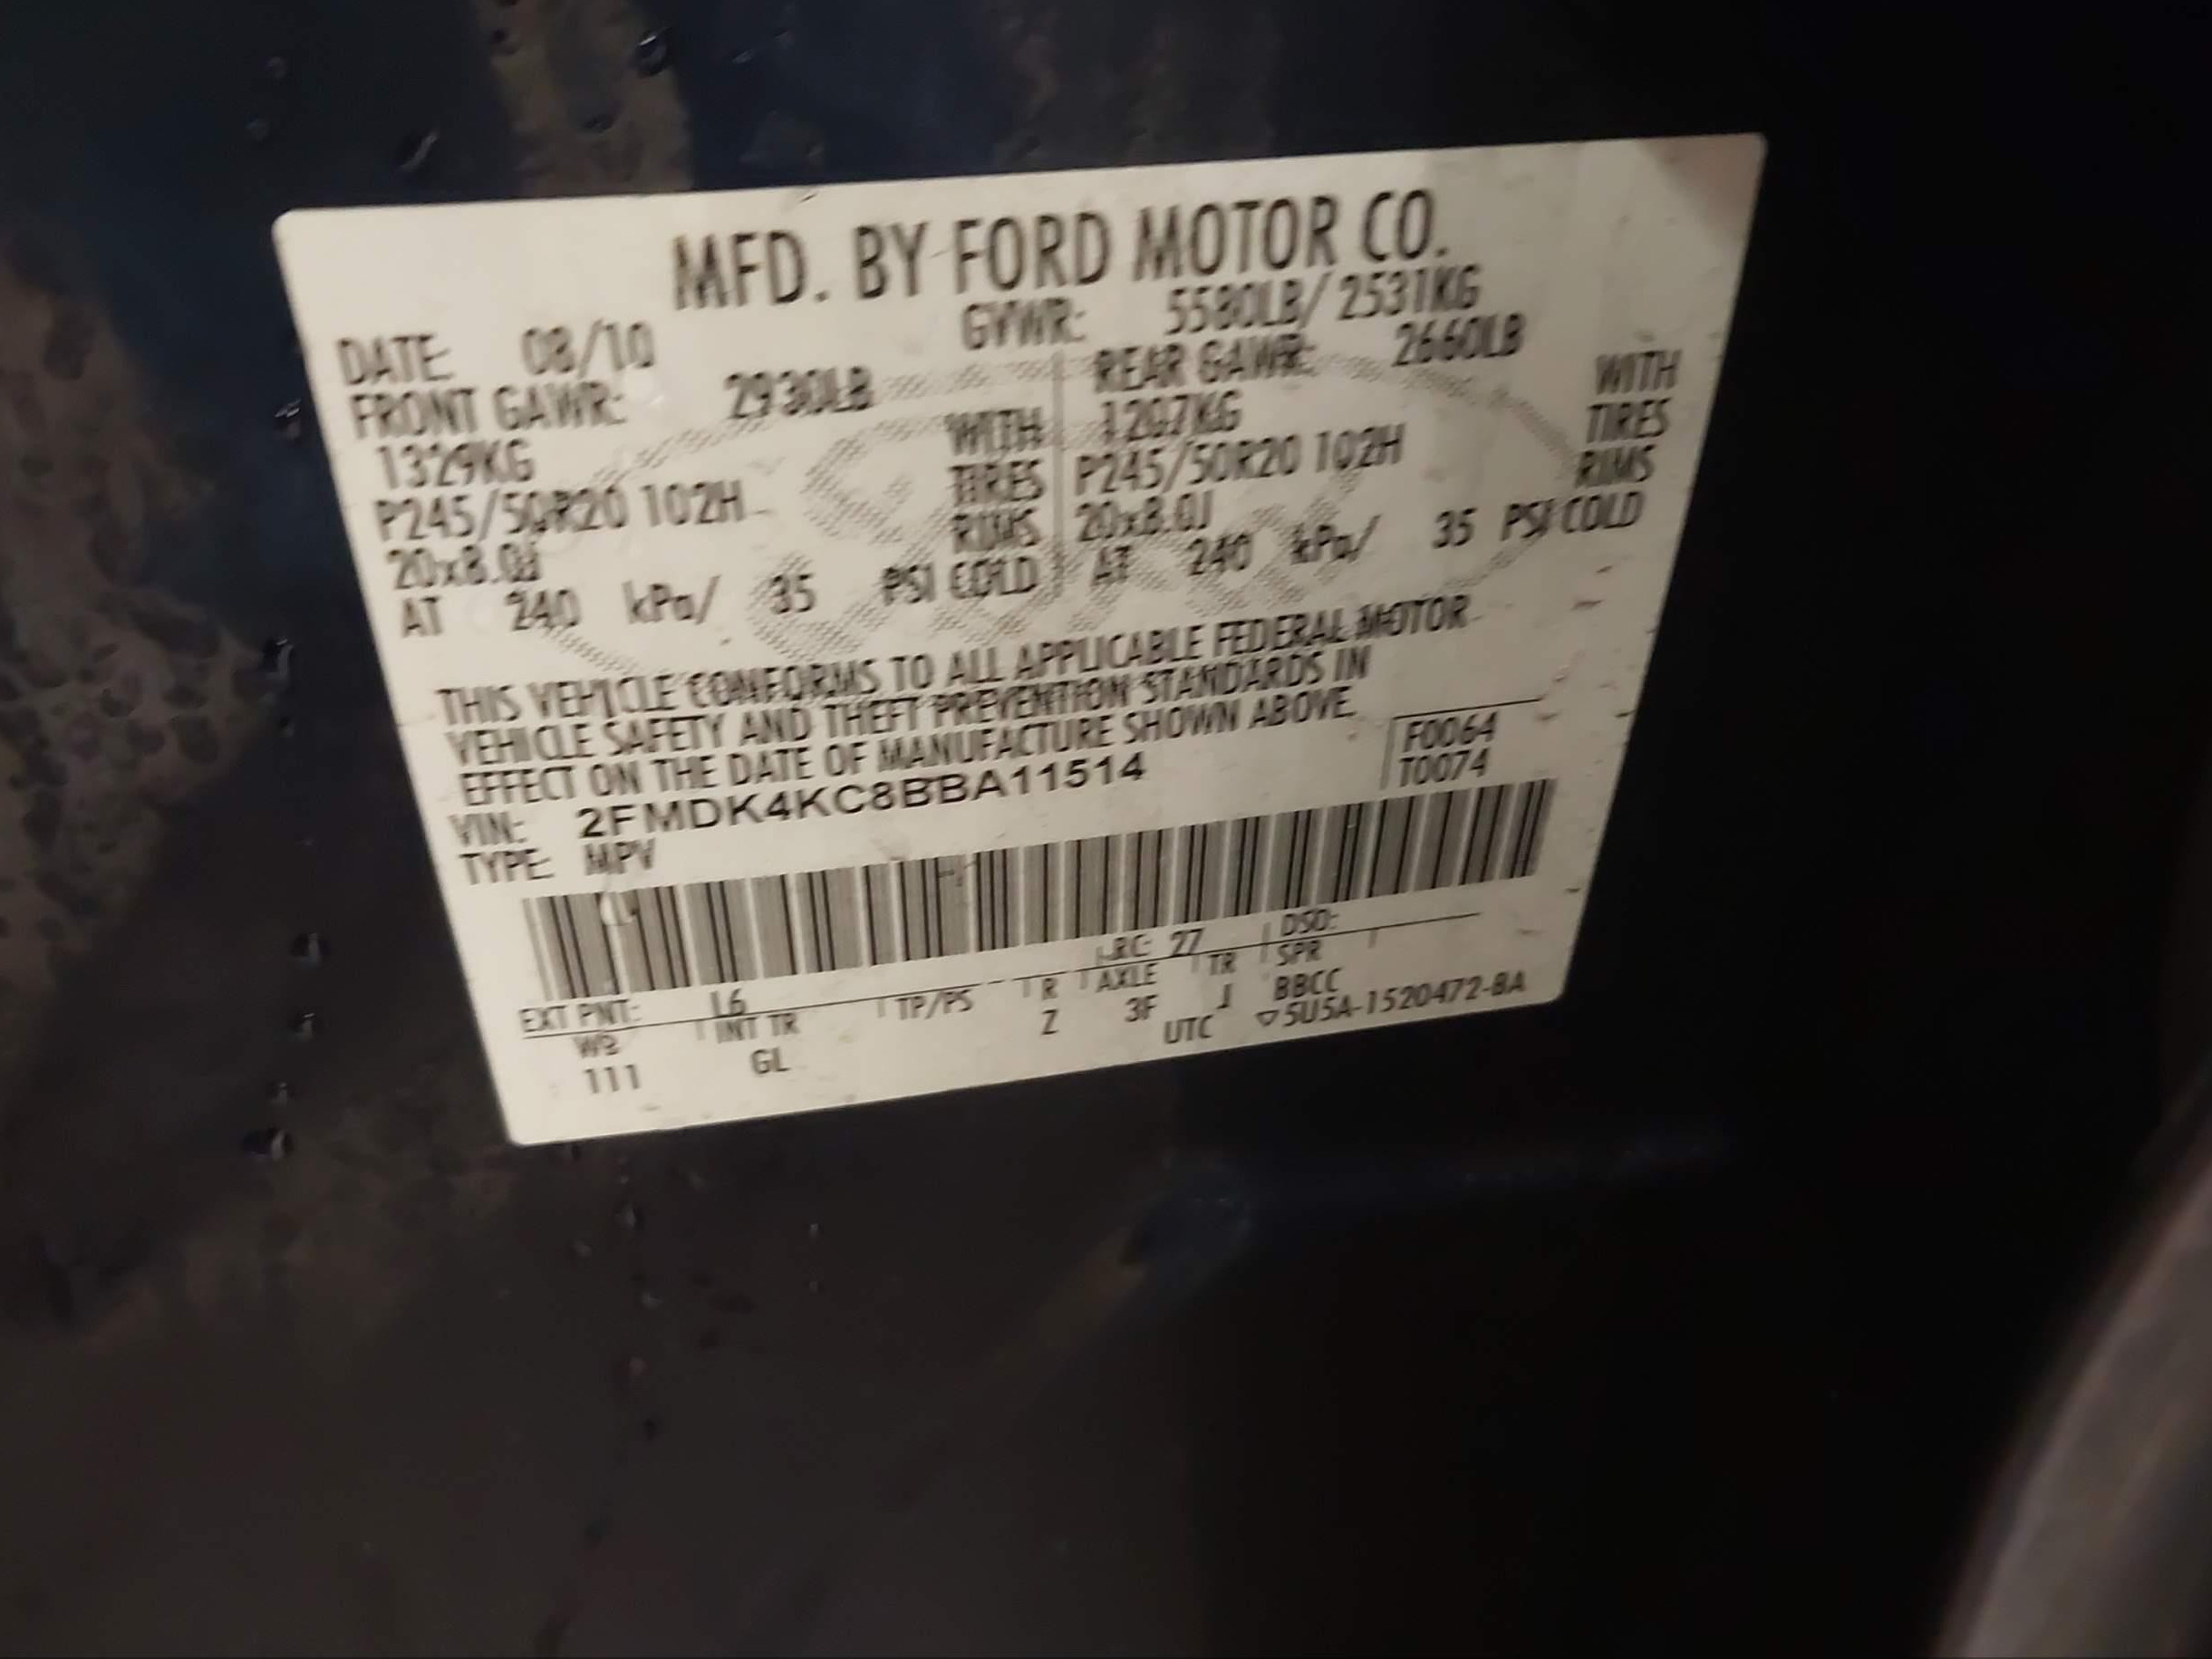 MFD. BY FORD MOTOR CO.
DATE: 08/10 GVWR: 5580LB/ 2531KG
FRONT GAWR: 2930LB REAR GAWR: 2660LB
1329KG WITH 1207KG WITH
P245/50R20 102H TIRES P245/50R20 102H TIRES
20x8.0J RIMS 20x8.0J RIMS
AT 240 kPa/ 35 PSI COLD AT 240 kPa/ 35 PSI COLD
THIS VEHICLE CONFORMS TO ALL APPLICABLE FEDERAL MOTOR
VEHICLE SAFETY AND THEFT PREVENTION STANDARDS IN
EFFECT ON THE DATE OF MANUFACTURE SHOWN ABOVE.
VIN: 2FMDK4KC8BBA11514 F0064
TYPE: MPV T0074
EXT PNT: L6 RC: 27 DSO:
WB INT TR TP/PS R AXLE TR SPR
111 GL Z 3F J BBCC
UTC ▽5U5A-1520472-BA